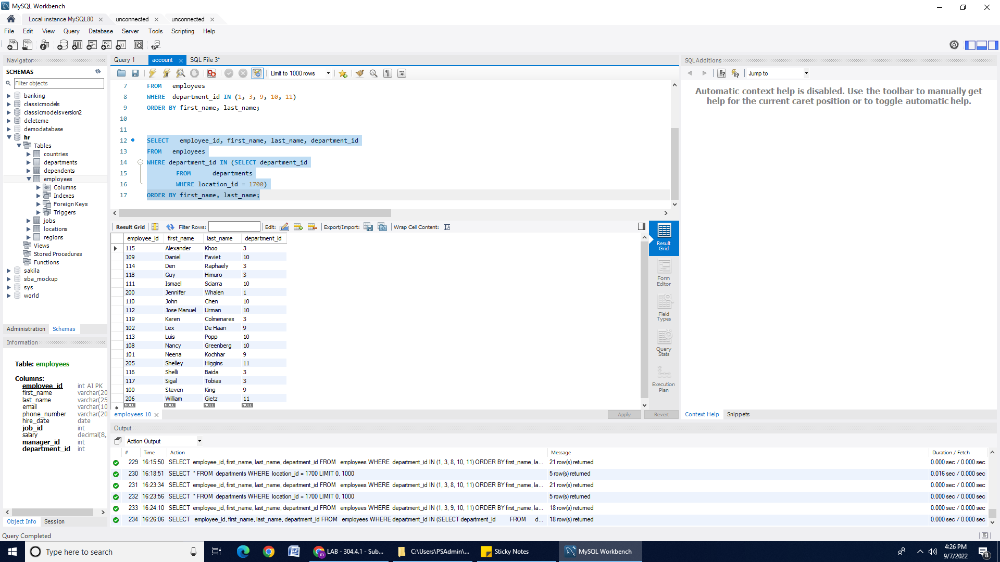 MySQL Workbench
Local instance MySQL80
unconnected
unconnected
File Edit View Query Database Server Tools Scripting Help
Navigator
SCHEMAS
Filter objects
banking
classicmodels
classicmodelsversion2
deleteme
demodatabase
hr
Tables
countries
departments
dependents
employees
Columns
Indexes
Foreign Keys
Triggers
jobs
locations
regions
Views
Stored Procedures
Functions
sakila
sba_mockup
sys
world
Administration Schemas
Information
Table: employees
Columns:
employee_id int AI PK
first_name varchar(20
last_name varchar(25
email varchar(10
phone_number varchar(20
hire_date date
job_id int
salary decimal(8,
manager_id int
department_id int
Object Info Session
Query 1 account SQL File 3*
Limit to 1000 rows
7 FROM employees
8 WHERE department_id IN (1, 3, 9, 10, 11)
9 ORDER BY first_name, last_name;
10
11
12 SELECT employee_id, first_name, last_name, department_id
13 FROM employees
14 WHERE department_id IN (SELECT department_id
15 FROM departments
16 WHERE location_id = 1700)
17 ORDER BY first_name, last_name;
Result Grid Filter Rows: Edit: Export/Import: Wrap Cell Content:
employee_id first_name last_name department_id
115 Alexander Khoo 3
109 Daniel Faviet 10
114 Den Raphaely 3
118 Guy Himuro 3
111 Ismael Sciarra 10
200 Jennifer Whalen 1
110 John Chen 10
112 Jose Manuel Urman 10
119 Karen Colmenares 3
102 Lex De Haan 9
113 Luis Popp 10
108 Nancy Greenberg 10
101 Neena Kochhar 9
205 Shelley Higgins 11
116 Shelli Baida 3
117 Sigal Tobias 3
100 Steven King 9
206 William Gietz 11
NULL NULL NULL NULL
Result
Grid
Form
Editor
Field
Types
Query
Stats
Execution
Plan
employees 10
Apply Revert
SQLAdditions
Jump to
Automatic context help is disabled. Use the toolbar to manually get
help for the current caret position or to toggle automatic help.
Context Help Snippets
Output
Action Output
# Time Action Message Duration / Fetch
229 16:15:50 SELECT employee_id, first_name, last_name, department_id FROM employees WHERE department_id IN (1, 3, 8, 10, 11) ORDER BY first_name, la... 21 row(s) returned 0.000 sec / 0.000 sec
230 16:18:51 SELECT * FROM departments WHERE location_id = 1700 LIMIT 0, 1000 5 row(s) returned 0.016 sec / 0.000 sec
231 16:23:34 SELECT employee_id, first_name, last_name, department_id FROM employees WHERE department_id IN (1, 3, 8, 10, 11) ORDER BY first_name, la... 21 row(s) returned 0.000 sec / 0.000 sec
232 16:23:56 SELECT * FROM departments WHERE location_id = 1700 LIMIT 0, 1000 5 row(s) returned 0.000 sec / 0.000 sec
233 16:24:10 SELECT employee_id, first_name, last_name, department_id FROM employees WHERE department_id IN (1, 3, 9, 10, 11) ORDER BY first_name, la... 18 row(s) returned 0.000 sec / 0.000 sec
234 16:26:06 SELECT employee_id, first_name, last_name, department_id FROM employees WHERE department_id IN (SELECT department_id FROM d... 18 row(s) returned 0.000 sec / 0.000 sec
Query Completed
Type here to search
LAB - 304.4.1 - Sub...
C:\Users\PSAdmin\...
Sticky Notes
MySQL Workbench
4:26 PM
9/7/2022
8